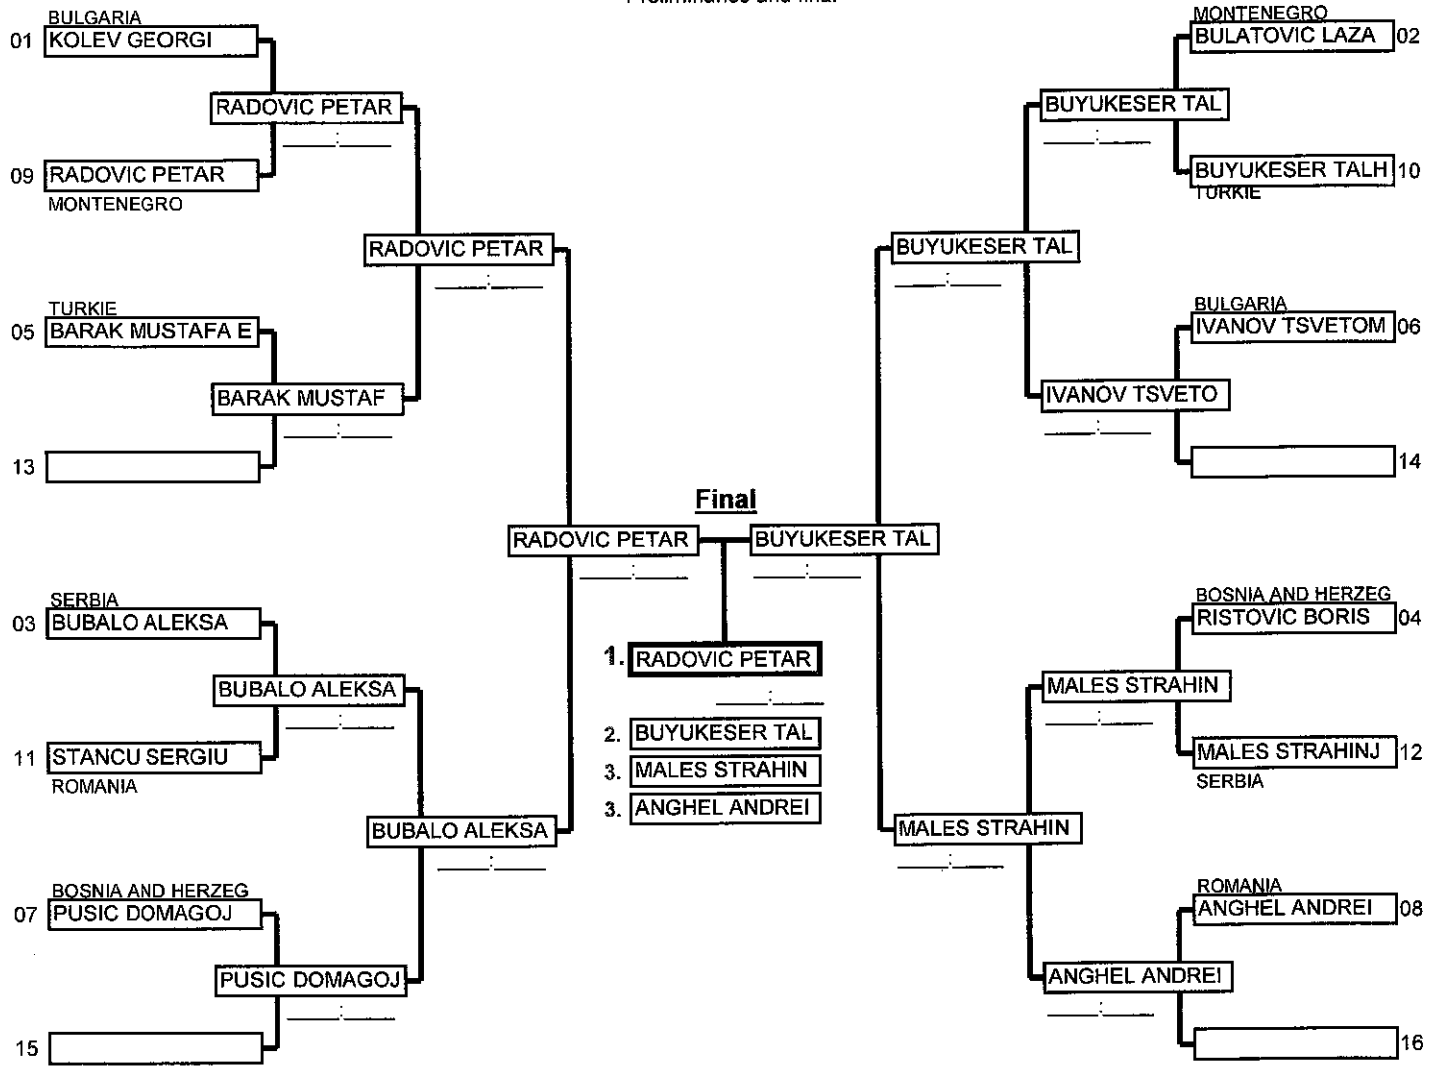 Preliminaries and final
BULGARIA
01 KOLEV GEORGI
RADOVIC PETAR
09 RADOVIC PETAR
MONTENEGRO
RADOVIC PETAR
TURKIE
05 BARAK MUSTAFA E
BARAK MUSTAF
13
RADOVIC PETAR
SERBIA
03 BUBALO ALEKSA
BUBALO ALEKSA
11 STANCU SERGIU
ROMANIA
BUBALO ALEKSA
BOSNIA AND HERZEG
07 PUSIC DOMAGOJ
PUSIC DOMAGOJ
15
Final
1. RADOVIC PETAR
2. BUYUKESER TAL
3. MALES STRAHIN
3. ANGHEL ANDREI
MONTENEGRO
BULATOVIC LAZA 02
BUYUKESER TAL
BUYUKESER TALH 10
TURKIE
BUYUKESER TAL
BULGARIA
IVANOV TSVETOM 06
IVANOV TSVETO
14
BUYUKESER TAL
BOSNIA AND HERZEG
RISTOVIC BORIS 04
MALES STRAHIN
MALES STRAHINJ 12
SERBIA
MALES STRAHIN
ROMANIA
ANGHEL ANDREI 08
ANGHEL ANDREI
16